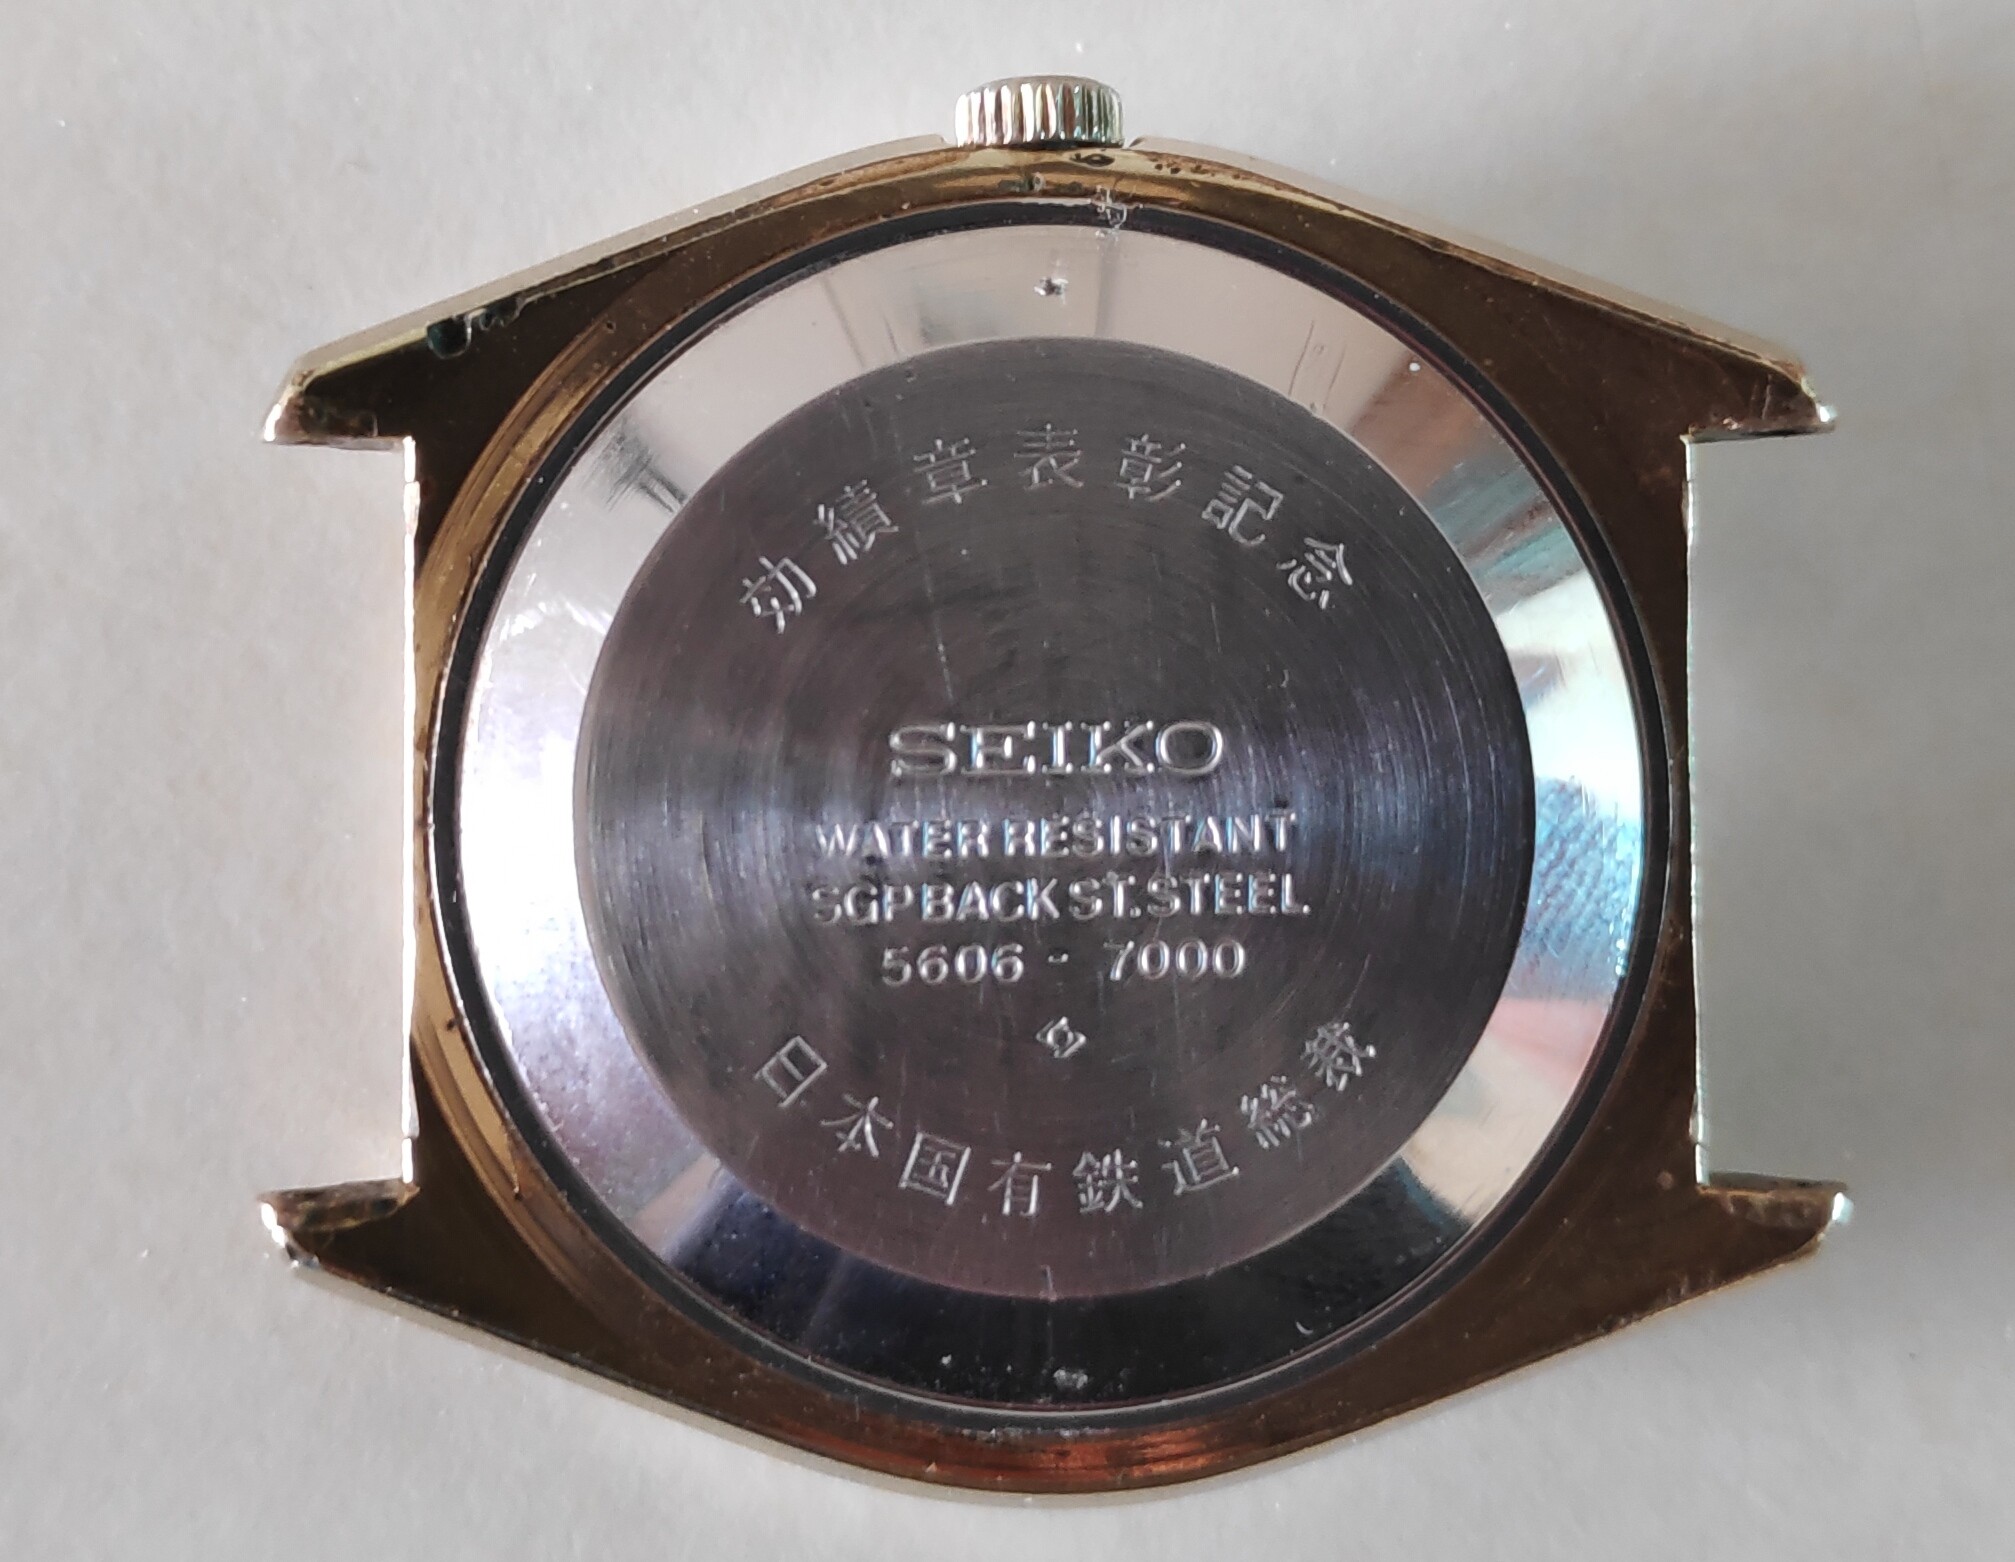 効績章表彰記念
SEIKO
WATER RESISTANT
SGP BACK ST. STEEL
5606 - 7000
日本国有鉄道総裁